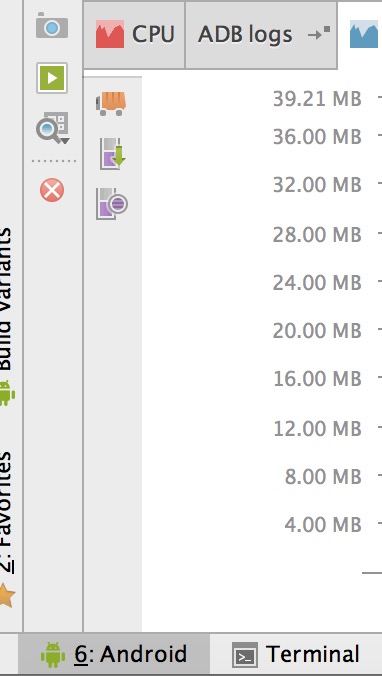 CPU
ADB logs
39.21 MB
36.00 MB
32.00 MB
28.00 MB
24.00 MB
20.00 MB
16.00 MB
12.00 MB
8.00 MB
4.00 MB
Build Variants
2: Favorites
6: Android
Terminal